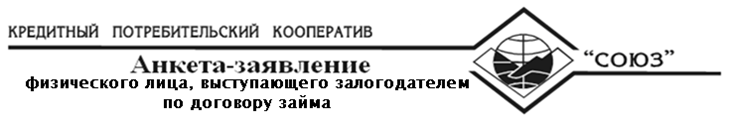 КРЕДИТНЫЙ ПОТРЕБИТЕЛЬСКИЙ КООПЕРАТИВ
“СОЮЗ”
Анкета-заявление
физического лица, выступающего залогодателем
по договору займа